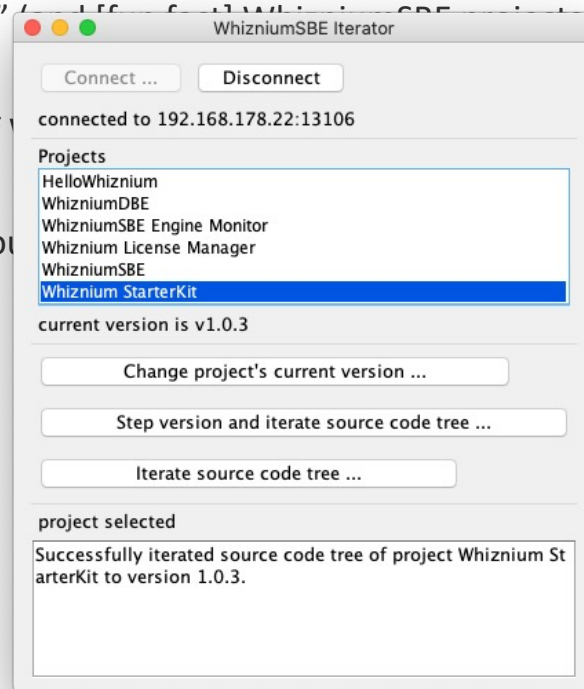 WhizniumSBE Iterator
Connect ...
Disconnect
connected to 192.168.178.22:13106
Projects
HelloWhiznium
WhizniumDBE
WhizniumSBE Engine Monitor
Whiznium License Manager
WhizniumSBE
Whiznium StarterKit
current version is v1.0.3
Change project's current version ...
Step version and iterate source code tree ...
Iterate source code tree ...
project selected
Successfully iterated source code tree of project Whiznium St
arterKit to version 1.0.3.